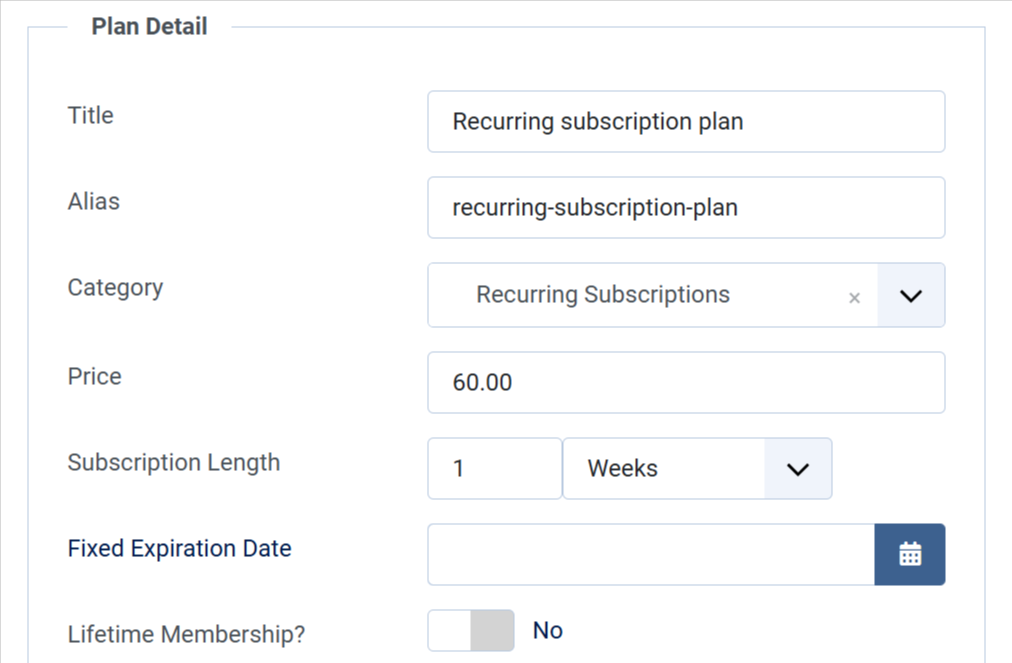 Plan Detail
Title
Recurring subscription plan
Alias
recurring-subscription-plan
Category
Recurring Subscriptions ×
Price
60.00
Subscription Length
1 Weeks
Fixed Expiration Date
Lifetime Membership?
No